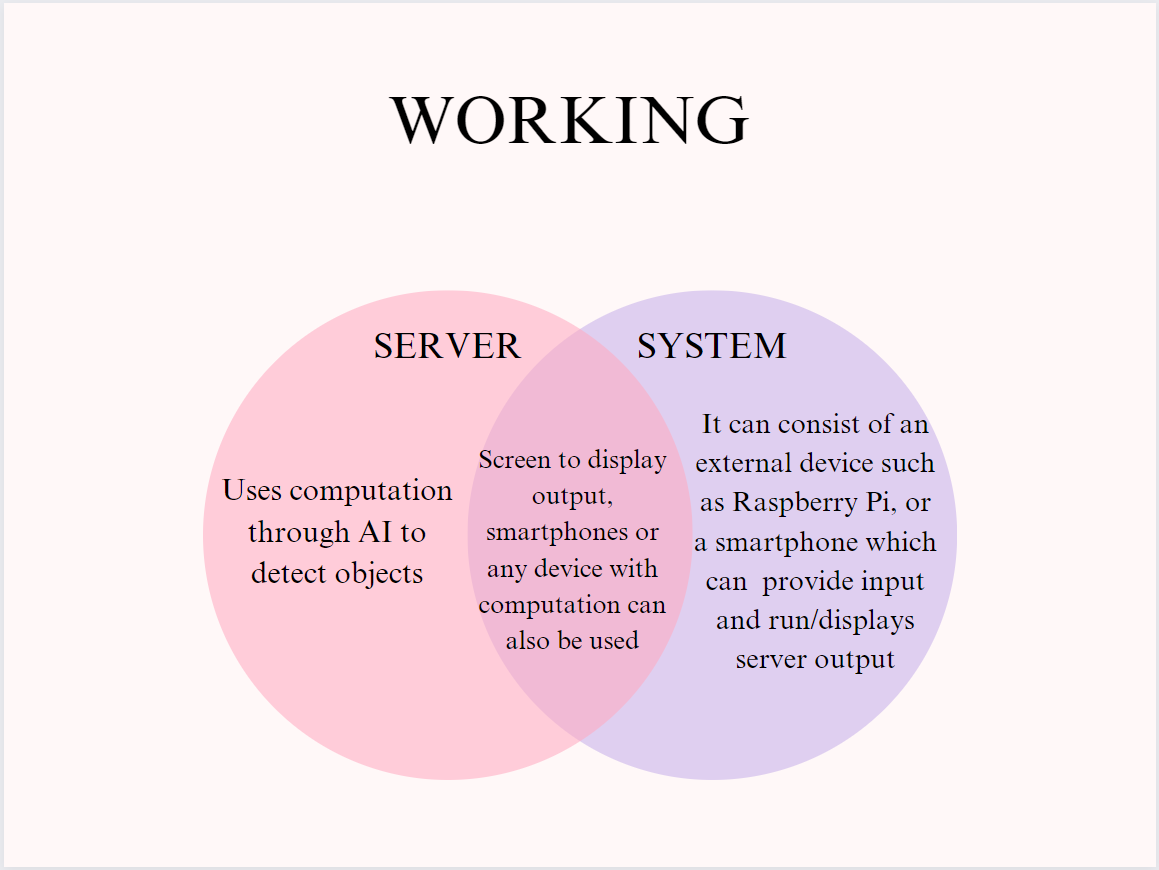 WORKING
SERVER
SYSTEM
Uses computation
through AI to
detect objects
Screen to display
output,
smartphones or
any device with
computation can
also be used
It can consist of an
external device such
as Raspberry Pi, or
a smartphone which
can  provide input
and run/displays
server output